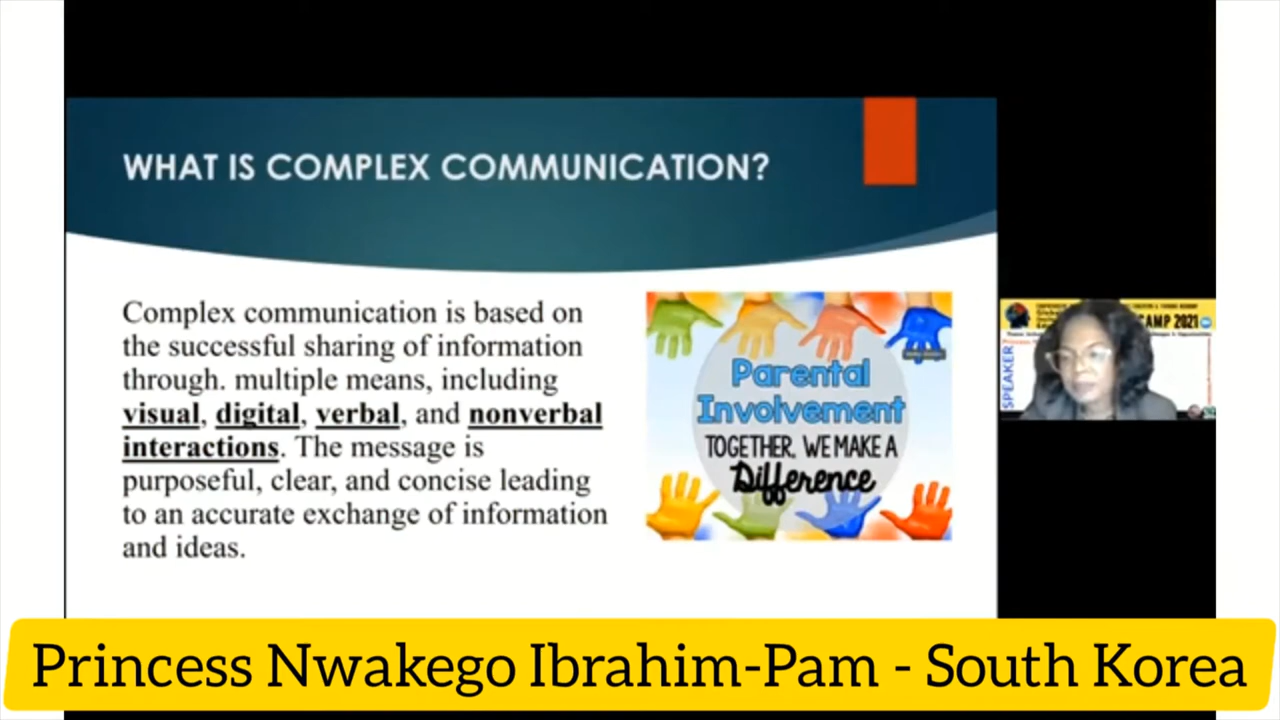 WHAT IS COMPLEX COMMUNICATION?
Complex communication is based on
the successful sharing of information
through. multiple means, including
visual, digital, verbal, and nonverbal
interactions. The message is
purposeful, clear, and concise leading
to an accurate exchange of information
and ideas.
Parental
Involvement
TOGETHER, WE MAKE A
Difference
CAMP 2021
SPEAKER
Princess Nwakego Ibrahim-Pam - South Korea